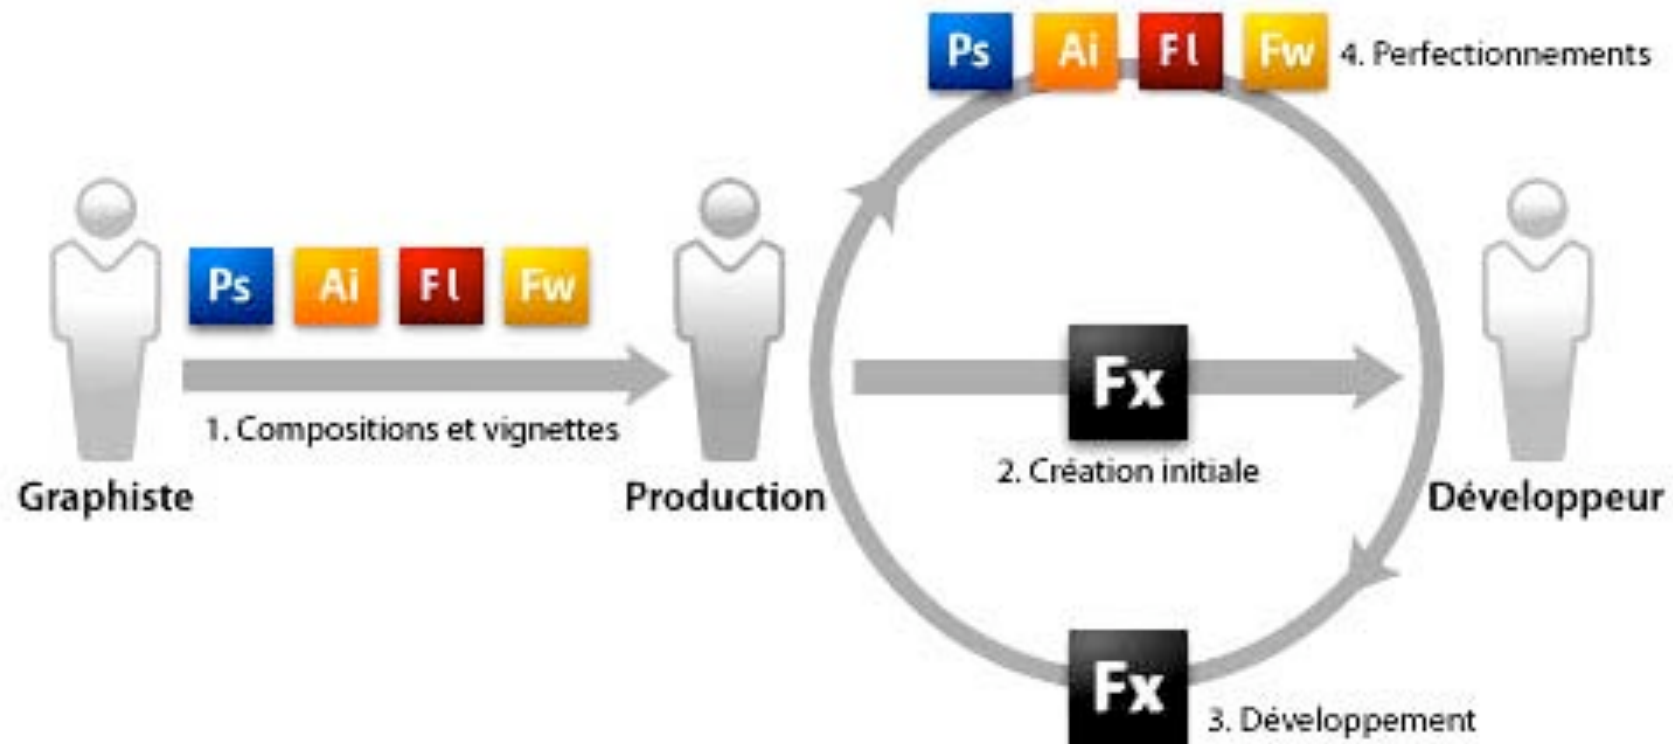 Ps Ai Fl Fw 4. Perfectionnements
Ps Ai Fl Fw
1. Compositions et vignettes
Fx
2. Création initiale
Graphiste Production Développeur
Fx
3. Développement